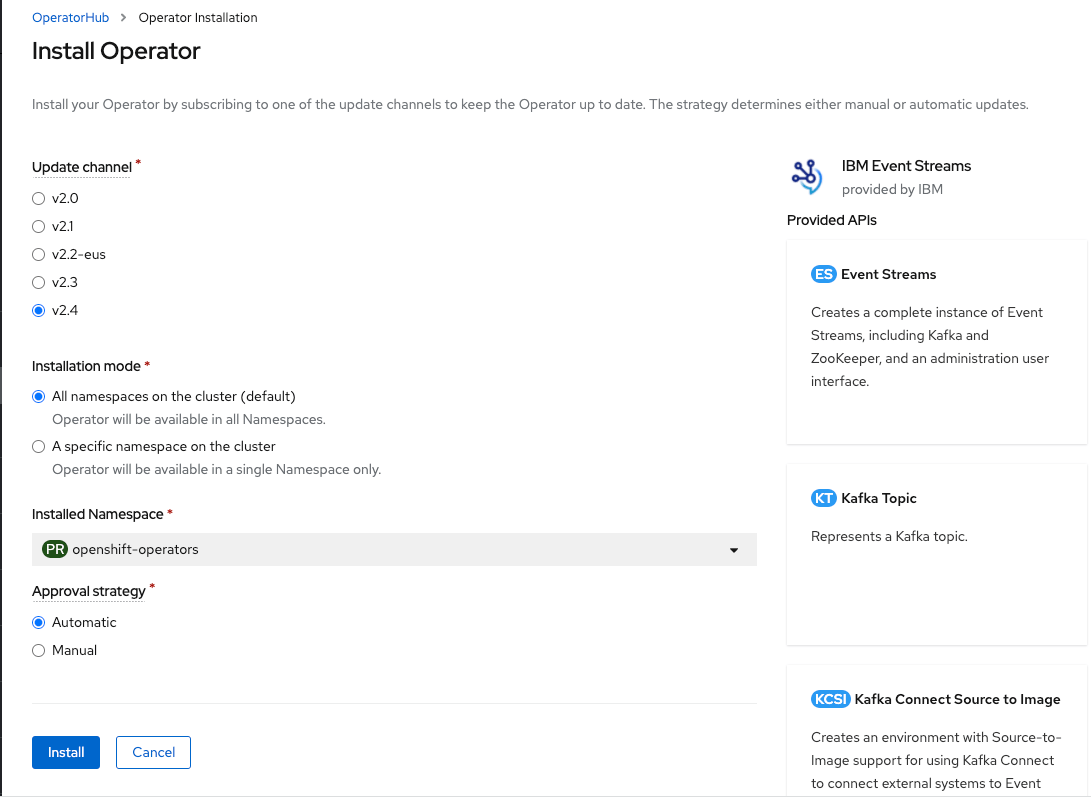 OperatorHub > Operator Installation
Install Operator
Install your Operator by subscribing to one of the update channels to keep the Operator up to date. The strategy determines either manual or automatic updates.
Update channel *
v2.0
v2.1
v2.2-eus
v2.3
v2.4
Installation mode *
All namespaces on the cluster (default)
Operator will be available in all Namespaces.
A specific namespace on the cluster
Operator will be available in a single Namespace only.
Installed Namespace *
PR openshift-operators
Approval strategy *
Automatic
Manual
Install Cancel
IBM Event Streams
provided by IBM
Provided APIs
ES Event Streams
Creates a complete instance of Event
Streams, including Kafka and
ZooKeeper, and an administration user
interface.
KT Kafka Topic
Represents a Kafka topic.
KCSI Kafka Connect Source to Image
Creates an environment with Source-to-
Image support for using Kafka Connect
to connect external systems to Event